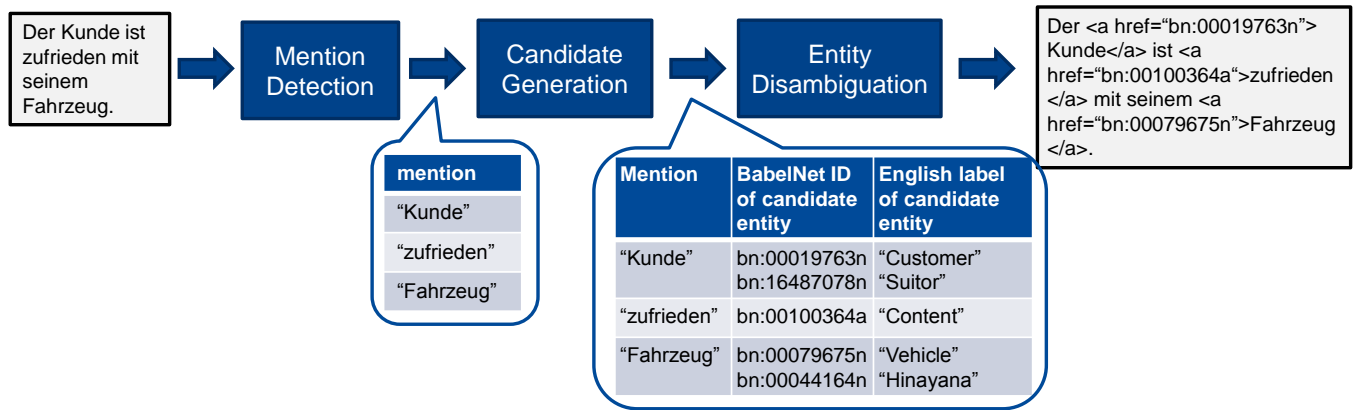 Der Kunde ist
zufrieden mit
seinem
Fahrzeug.
Mention
Detection
Candidate
Generation
Entity
Disambiguation
Der <a href=“bn:00019763n”>
Kunde</a> ist <a
href=“bn:00100364a“>zufrieden
</a> mit seinem <a
href=“bn:00079675n”>Fahrzeug
</a>.
mention
“Kunde”
“zufrieden”
“Fahrzeug”
Mention BabelNet ID English label
of candidate of candidate
entity entity
“Kunde” bn:00019763n “Customer”
bn:16487078n “Suitor”
“zufrieden” bn:00100364a “Content”
“Fahrzeug” bn:00079675n “Vehicle”
bn:00044164n “Hinayana”